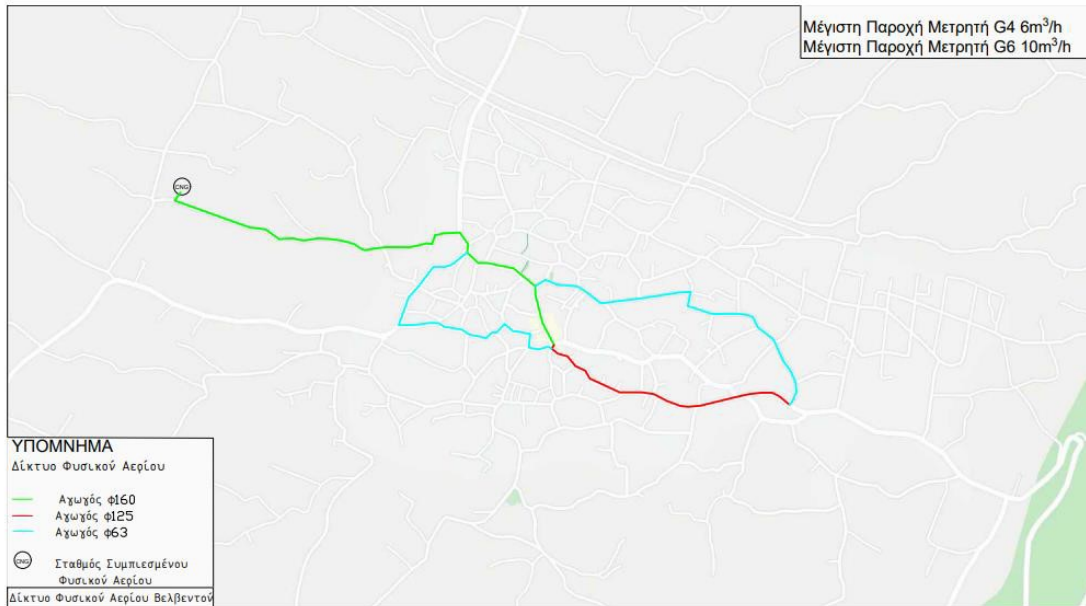 Μέγιστη Παροχή Μετρητή G4 6m³/h
Μέγιστη Παροχή Μετρητή G6 10m³/h
CNG
ΥΠΟΜΝΗΜΑ
Δίκτυο Φυσικού Αερίου
Αγωγός φ160
Αγωγός φ125
Αγωγός φ63
CNG
Σταθμός Συμπιεσμένου
Φυσικού Αερίου
Δίκτυο Φυσικού Αερίου Βελβεντού